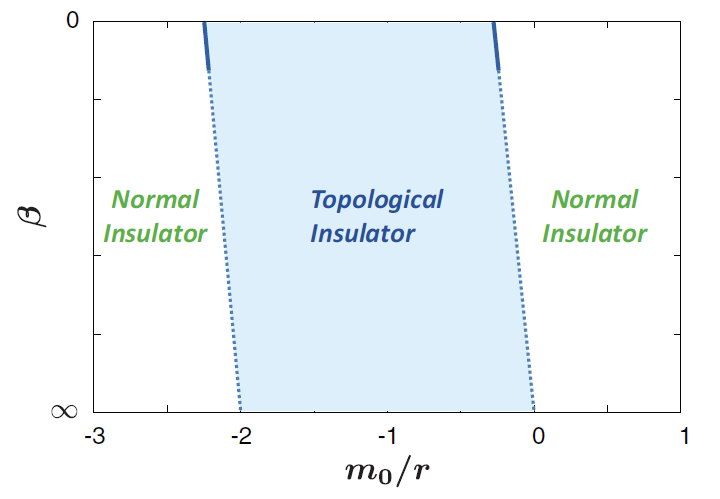 0
β
Normal
Insulator
Topological
Insulator
Normal
Insulator
∞
-3
-2
-1
0
1
m₀/r